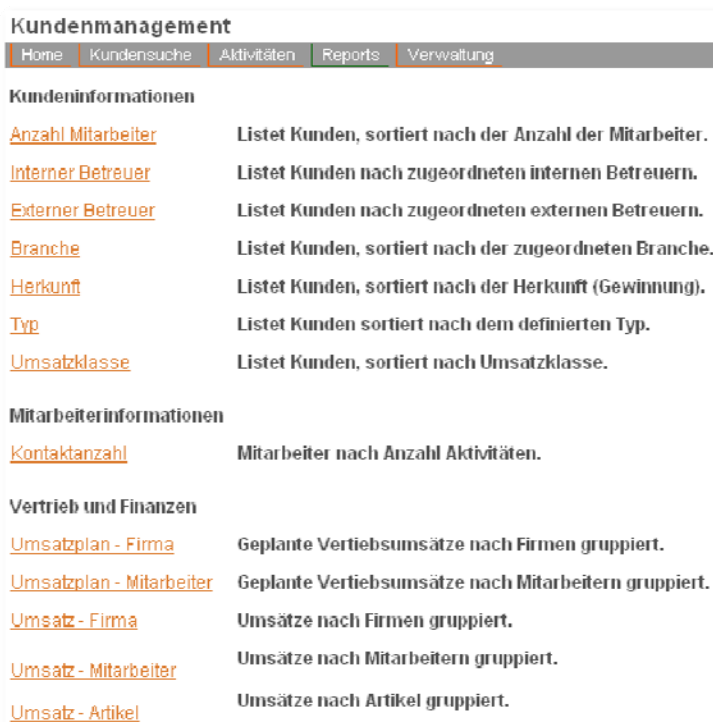 Kundenmanagement
Home Kundensuche Aktivitäten Reports Verwaltung
Kundeninformationen
Anzahl Mitarbeiter Listet Kunden, sortiert nach der Anzahl der Mitarbeiter.
Interner Betreuer Listet Kunden nach zugeordneten internen Betreuern.
Externer Betreuer Listet Kunden nach zugeordneten externen Betreuern.
Branche Listet Kunden, sortiert nach der zugeordneten Branche.
Herkunft Listet Kunden, sortiert nach der Herkunft (Gewinnung).
Typ Listet Kunden sortiert nach dem definierten Typ.
Umsatzklasse Listet Kunden, sortiert nach Umsatzklasse.
Mitarbeiterinformationen
Kontaktanzahl Mitarbeiter nach Anzahl Aktivitäten.
Vertrieb und Finanzen
Umsatzplan - Firma Geplante Vertiebsumsätze nach Firmen gruppiert.
Umsatzplan - Mitarbeiter Geplante Vertiebsumsätze nach Mitarbeitern gruppiert.
Umsatz - Firma Umsätze nach Firmen gruppiert.
Umsatz - Mitarbeiter Umsätze nach Mitarbeitern gruppiert.
Umsatz - Artikel Umsätze nach Artikel gruppiert.